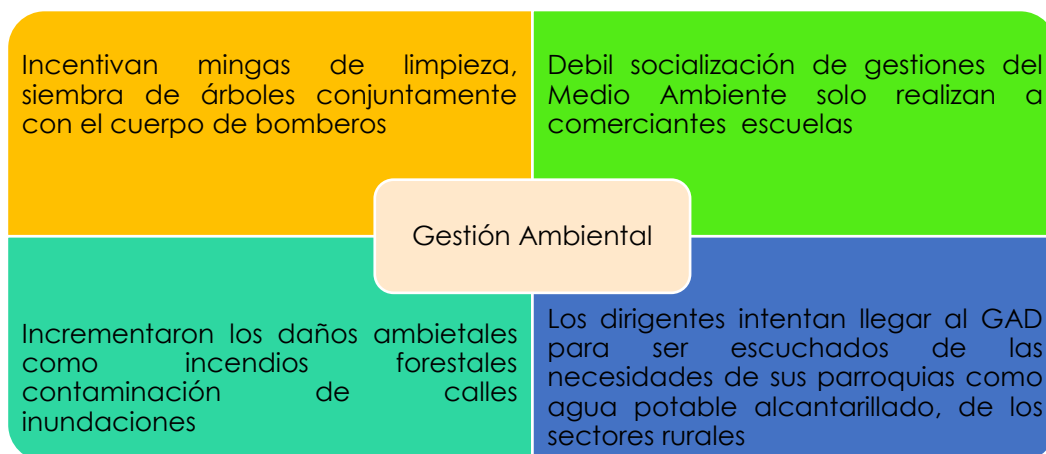 Incentivan mingas de limpieza,
siembra de árboles conjuntamente
con el cuerpo de bomberos
Debil socialización de gestiones del
Medio Ambiente solo realizan a
comerciantes escuelas
Gestión Ambiental
Incrementaron los daños ambietales
como incendios forestales
contaminación de calles
inundaciones
Los dirigentes intentan llegar al GAD
para ser escuchados de las
necesidades de sus parroquias como
agua potable alcantarillado, de los
sectores rurales